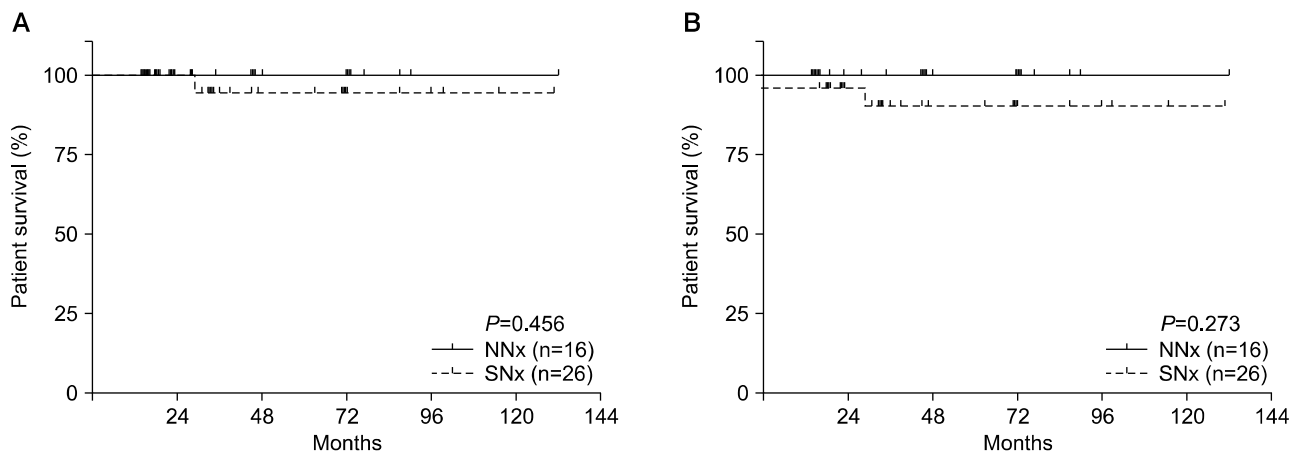 A
Patient survival (%)
100
75
50
25
0
24 48 72 96 120 144
Months
P=0.456
NNx (n=16)
SNx (n=26)
B
Patient survival (%)
100
75
50
25
0
24 48 72 96 120 144
Months
P=0.273
NNx (n=16)
SNx (n=26)